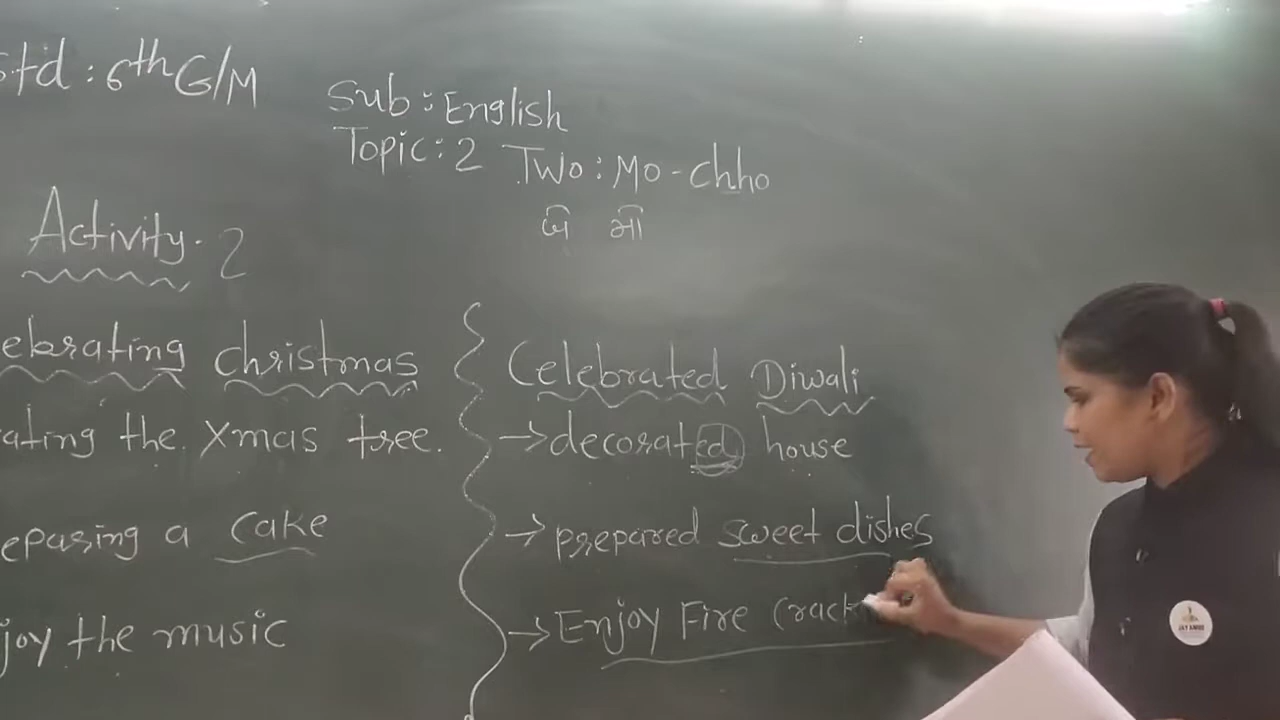 std : 6th G/M
Sub : English
Topic : 2 Two : Mo - chho
Activity. 2
ebrating christmas
ating the xmas tree.
eparing a cake
joy the music
Celebrated Diwali
→ decorated house
→ prepared sweet dishes
→ Enjoy Fire Crack